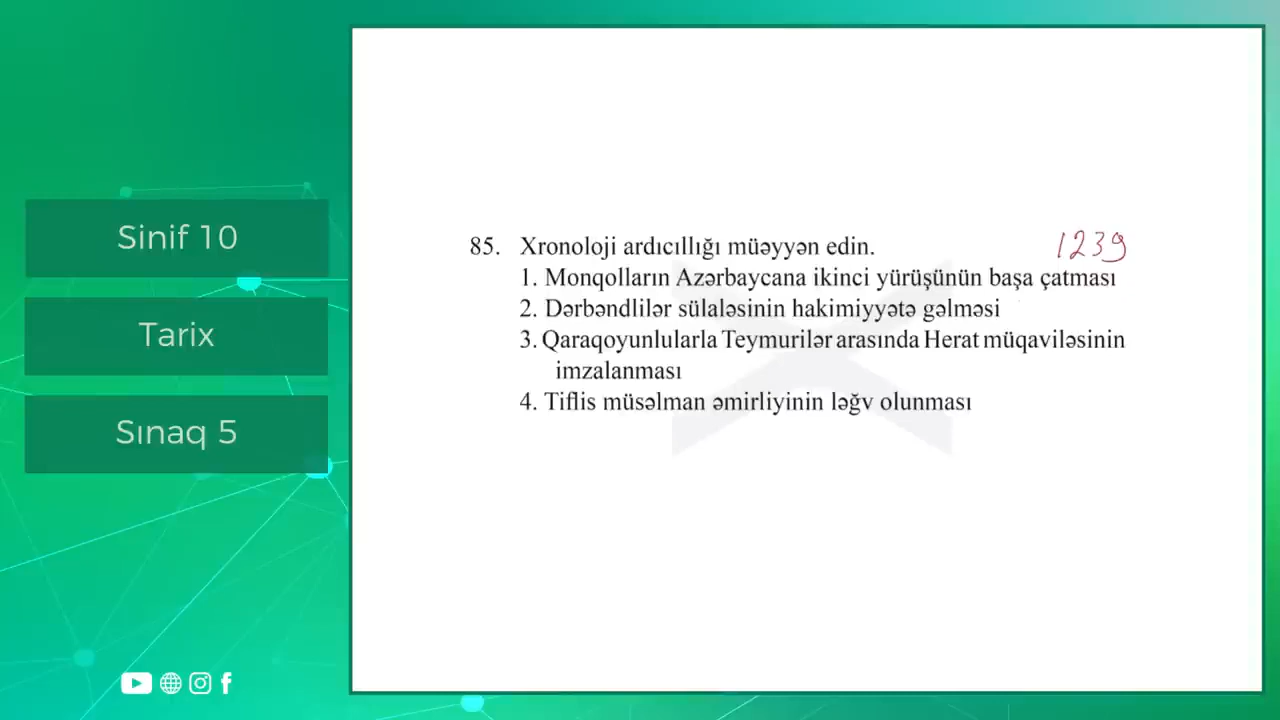 Sinif 10
Tarix
Sınaq 5
1239
85. Xronoloji ardıcıllığı müəyyən edin.
1. Monqolların Azərbaycana ikinci yürüşünün başa çatması
2. Dərbəndlilər sülaləsinin hakimiyyətə gəlməsi
3. Qaraqoyunlularla Teymurilər arasında Herat müqaviləsinin
imzalanması
4. Tiflis müsəlman əmirliyinin ləğv olunması